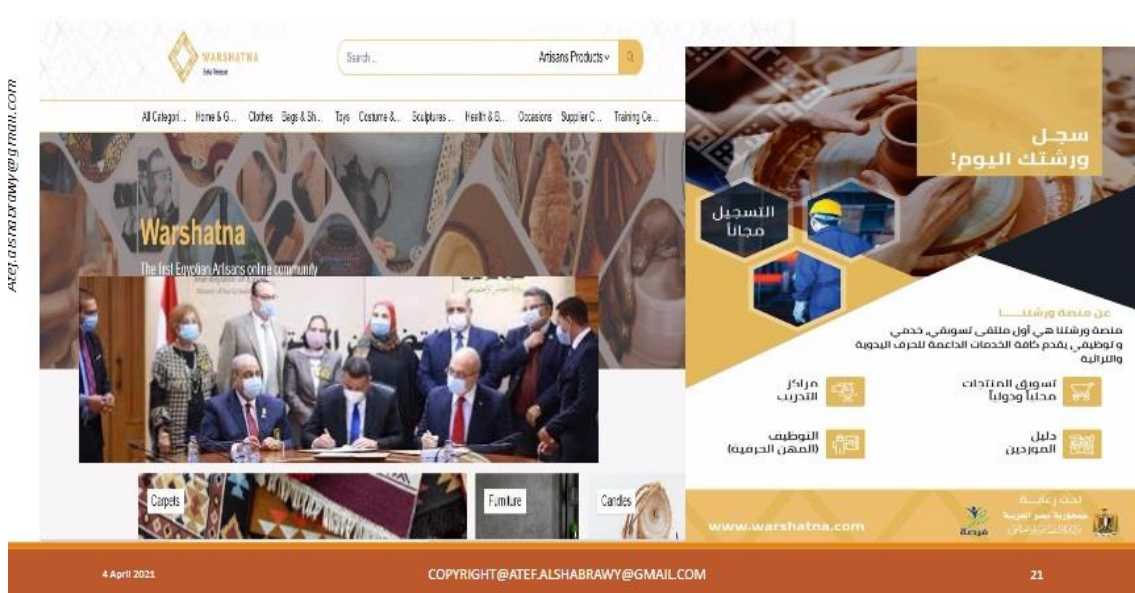 Atef.alshabrawy@gmail.com
WARSHATNA
Beta Release
Search ...
Artisans Products
All Categori... Home & G... Clothes Bags & Sh... Toys Costume &... Sculptures ... Health & B... Occasions Supplier C... Training Ce...
Warshatna
The first Egyptian Artisans online community
Carpets
Furniture
Candles
سجل
ورشتك اليوم!
التسجيل
مجاناً
عن منصة ورشتنا
منصة ورشتنا هي أول ملتقى تسويقي, خدمي
و توظيفي يقدم كافة الخدمات الداعمة للحرف اليدوية
والتراثية
تسويق المنتجات
محلياً ودولياً
مراكز
التدريب
دليل
الموردين
التوظيف
(المهن الحرفية)
www.warshatna.com
فرصة
تحت رعاية
جمهورية مصر العربية
4 April 2021
COPYRIGHT@ATEF.ALSHABRAWY@GMAIL.COM
21